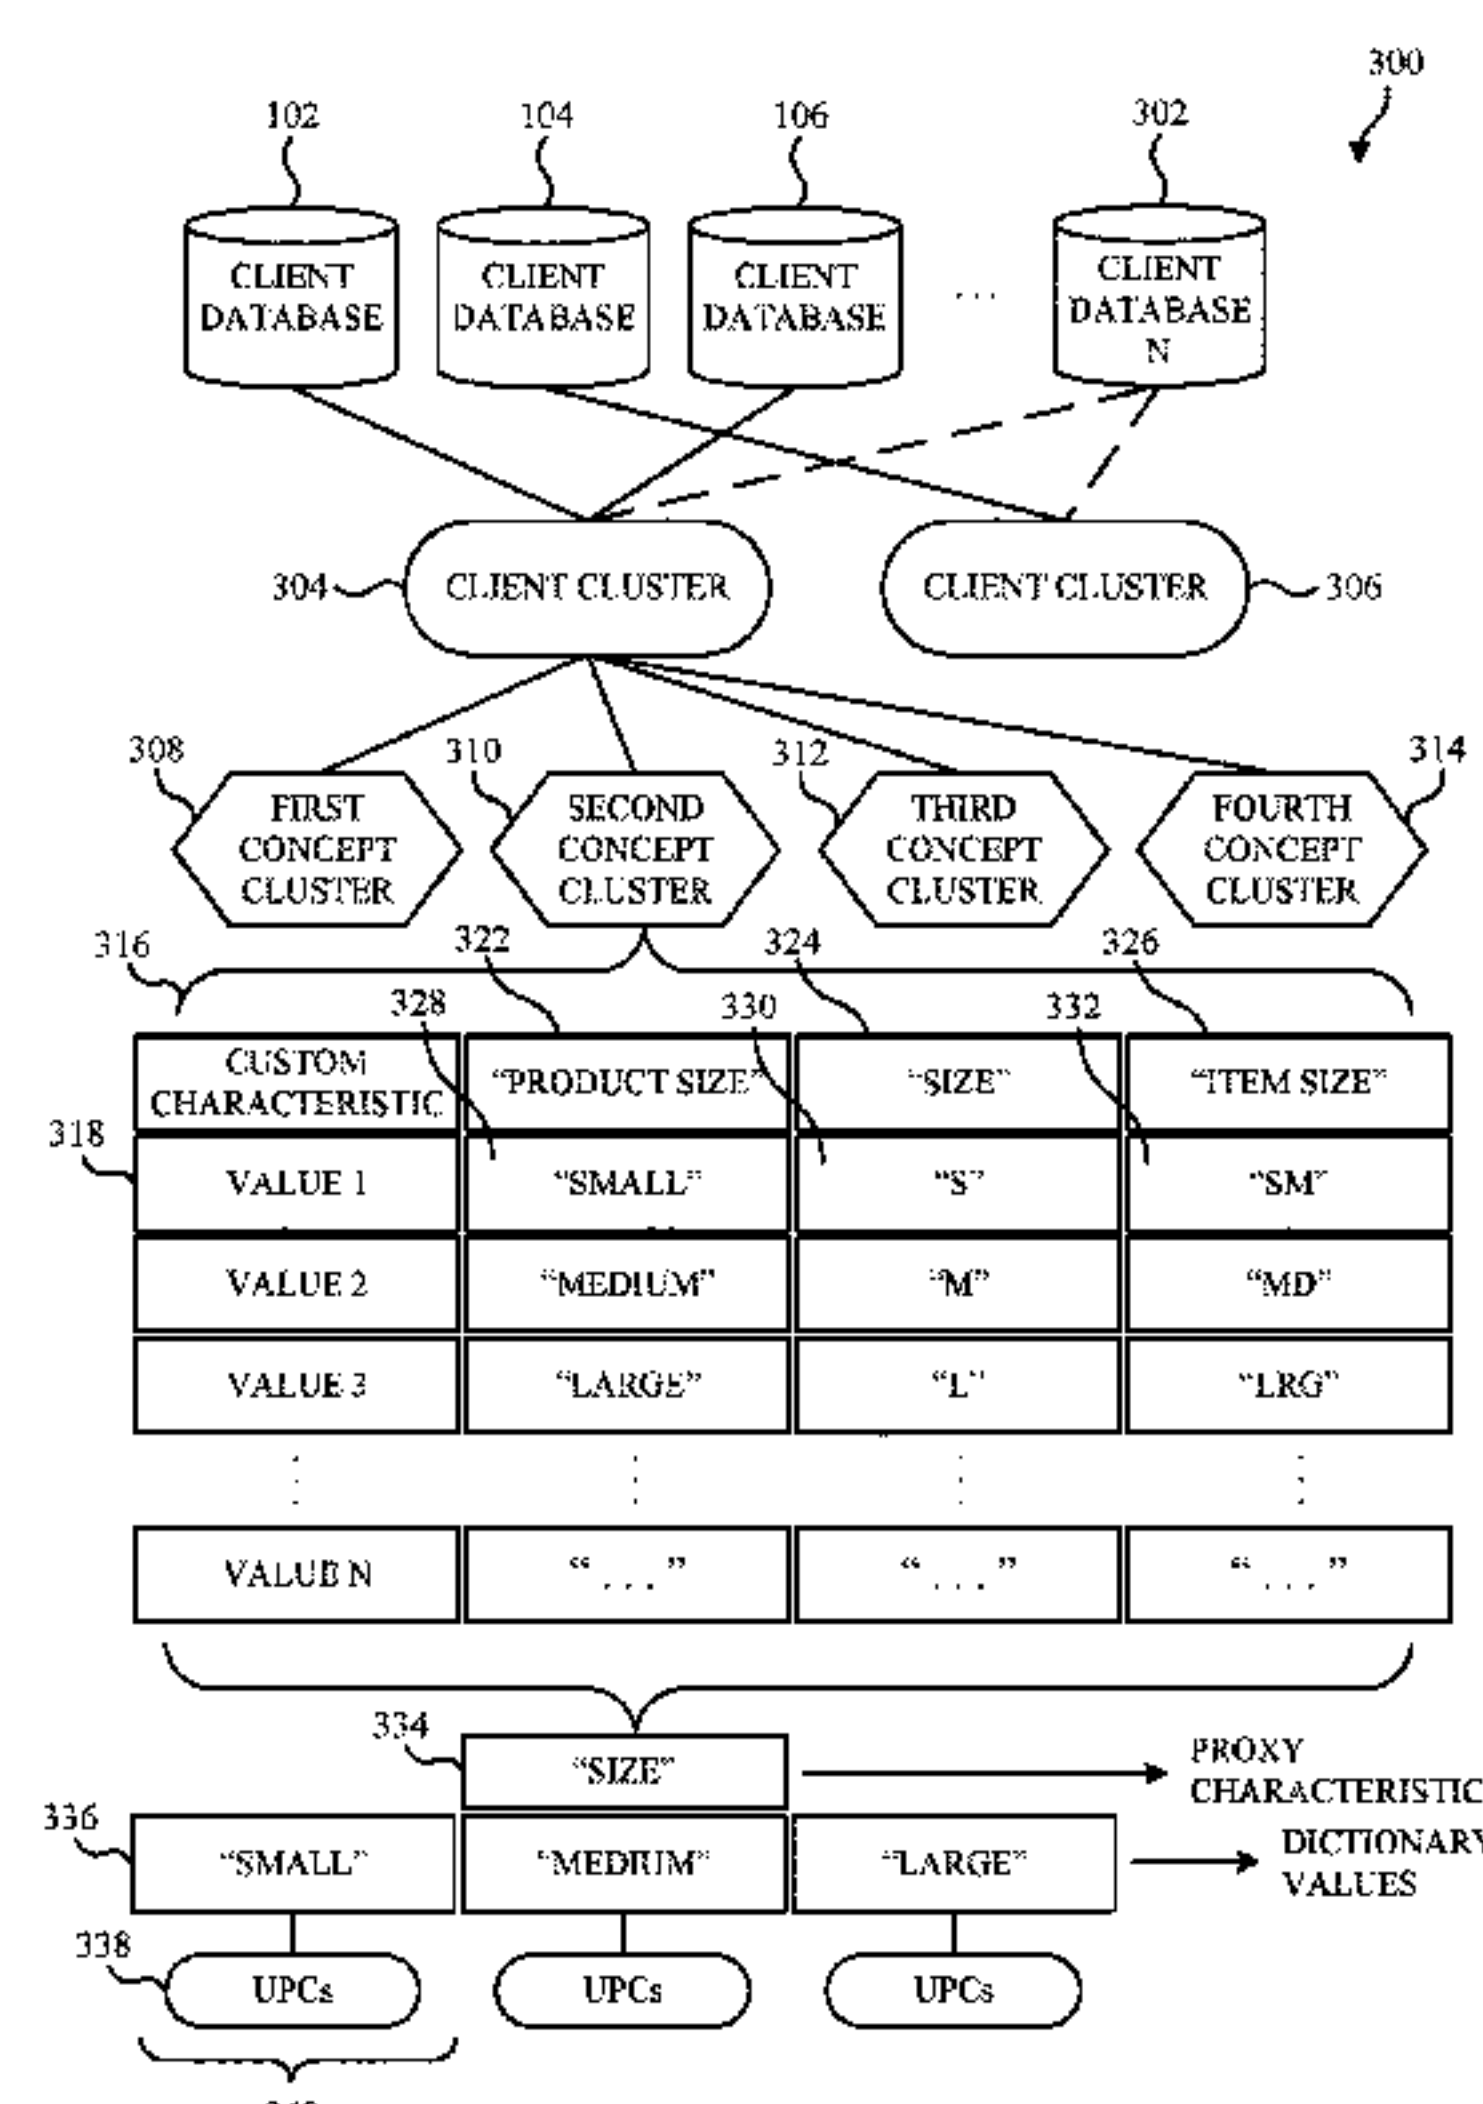 300
102
104
106
302
CLIENT
DATABASE
CLIENT
DATABASE
CLIENT
DATABASE
. . .
CLIENT
DATABASE
N
304
CLIENT CLUSTER
CLIENT CLUSTER
306
308
310
312
314
FIRST
CONCEPT
CLUSTER
SECOND
CONCEPT
CLUSTER
THIRD
CONCEPT
CLUSTER
FOURTH
CONCEPT
CLUSTER
316
322
324
326
328
330
332
CUSTOM
CHARACTERISTIC
“PRODUCT SIZE”
“SIZE”
“ITEM SIZE”
318
VALUE 1
“SMALL”
“S”
“SM”
VALUE 2
“MEDIUM”
“M”
“MD”
VALUE 3
“LARGE”
“L”
“LRG”
VALUE N
“. . .”
“. . .”
“. . .”
334
“SIZE”
PROXY
CHARACTERISTIC
336
“SMALL”
“MEDIUM”
“LARGE”
DICTIONARY
VALUES
338
UPCs
UPCs
UPCs